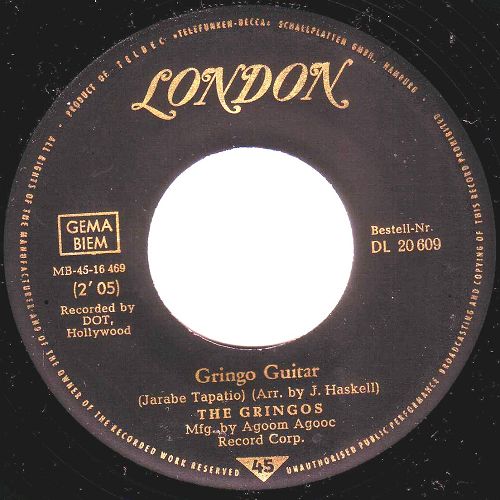 PRODUCT OF »TELDEC« »TELEFUNKEN-DECCA« SCHALLPLATTEN GMBH, HAMBURG
LONDON
GEMA
BIEM
MB-45-16 469
(2' 05)
Recorded by
DOT,
Hollywood
Bestell-Nr.
DL 20 609
Gringo Guitar
(Jarabe Tapatio) (Arr. by J. Haskell)
THE GRINGOS
Mfg. by Agoom Agooc
Record Corp.
45
ALL RIGHTS OF THE MANUFACTURER AND OF THE OWNER OF THE RECORDED WORK RESERVED
UNAUTHORISED PUBLIC PERFORMANCE BROADCASTING AND COPYING OF THIS RECORD PROHIBITED